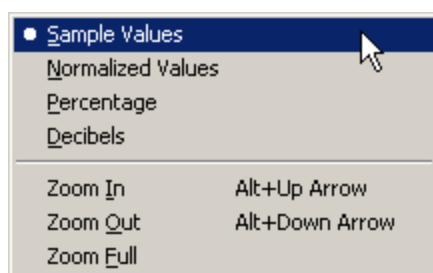 Sample Values
Normalized Values
Percentage
Decibels
Zoom In Alt+Up Arrow
Zoom Out Alt+Down Arrow
Zoom Full